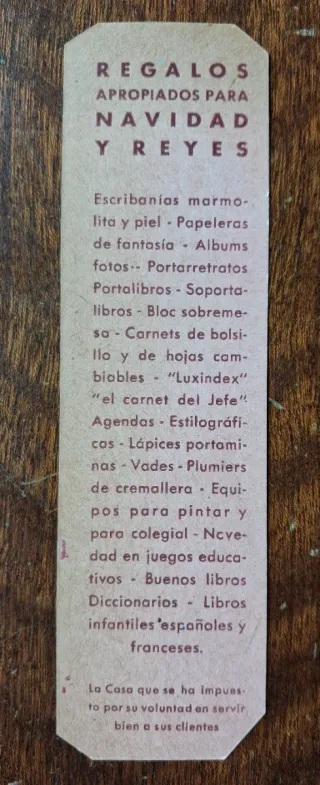 REGALOS
APROPIADOS PARA
NAVIDAD
Y REYES
Escribanías marmo-
lita y piel - Papeleras
de fantasía - Albums
fotos - Portarretratos
Portalibros - Soporta-
libros - Bloc sobreme-
sa - Carnets de bolsi-
llo y de hojas cam-
biables - "Luxindex"
"el carnet del Jefe"
Agendas - Estilográfi-
cas - Lápices portami-
nas - Vades - Plumiers
de cremallera - Equi-
pos para pintar y
para colegial - Nove-
dad en juegos educa-
tivos - Buenos libros
Diccionarios - Libros
infantiles españoles y
franceses.
La Casa que se ha impues-
to por su voluntad en servir
bien a sus clientes